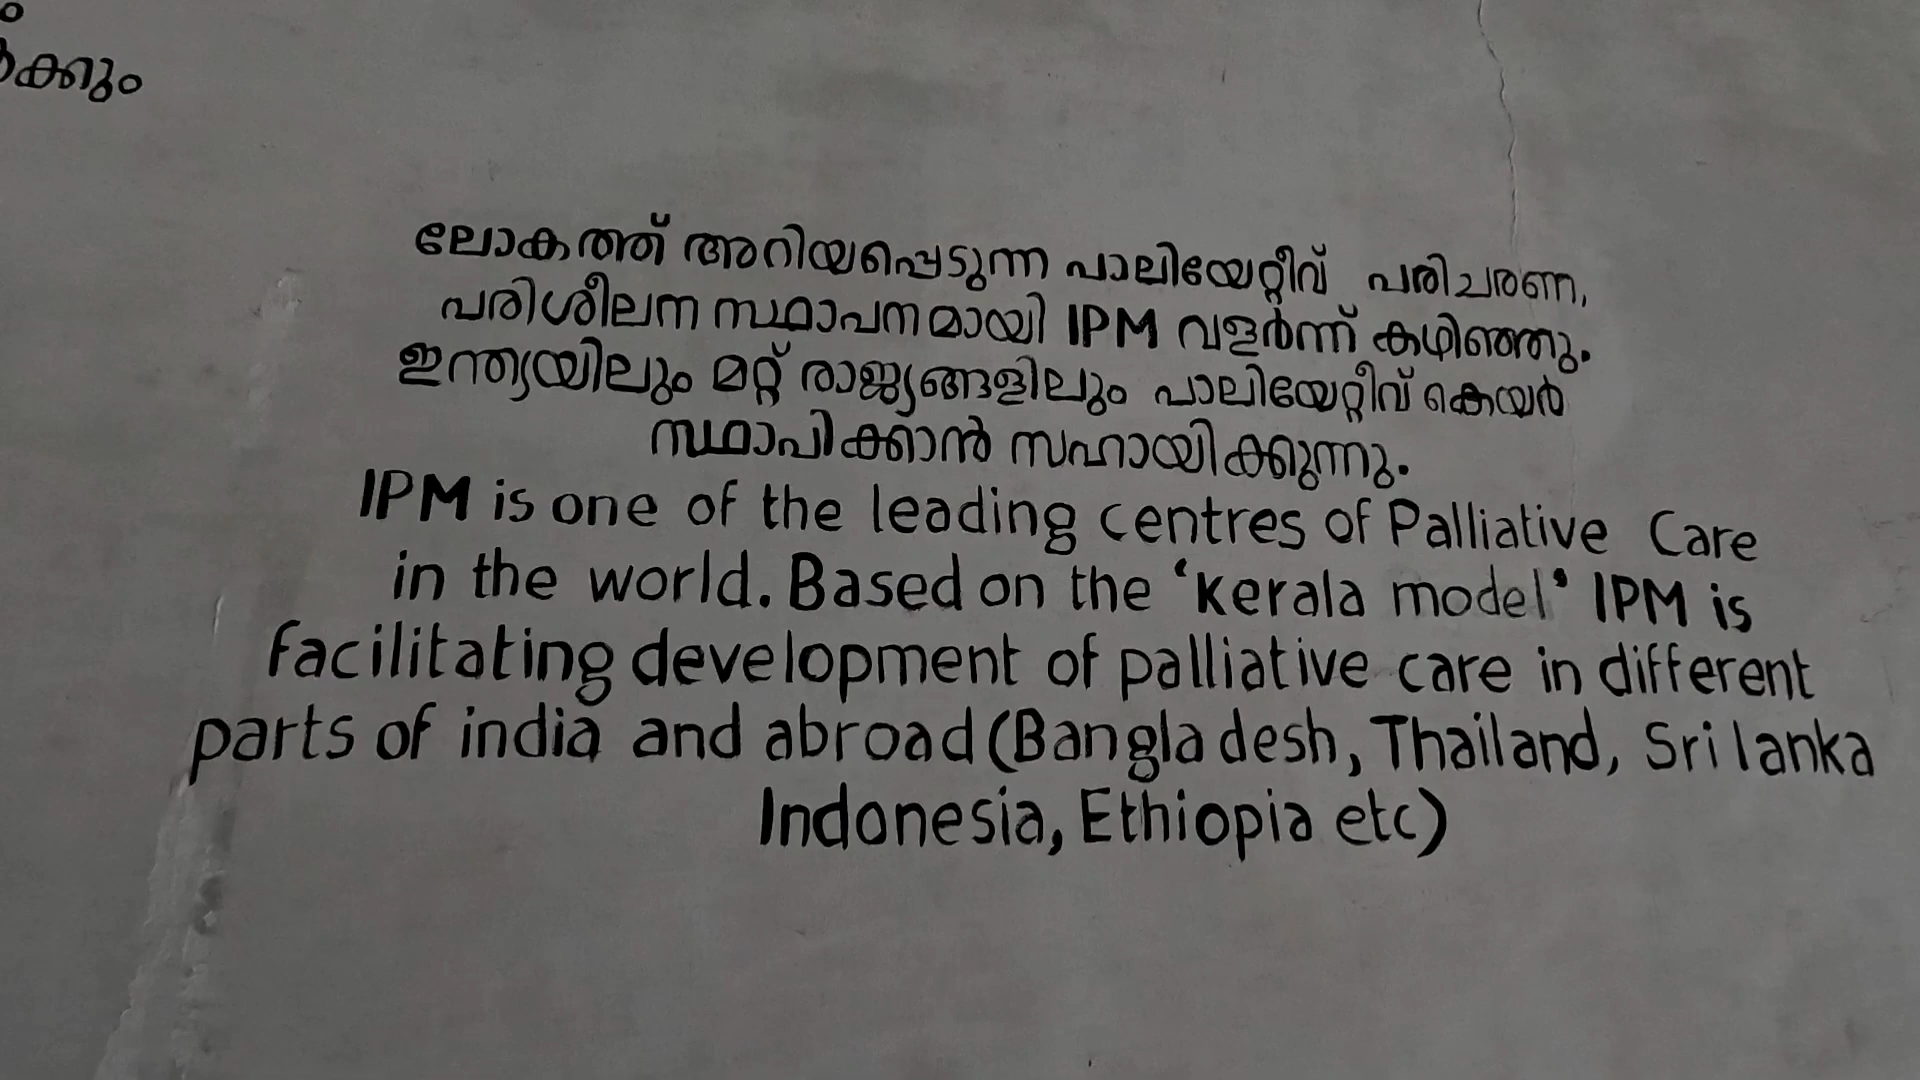 ലോകത്ത് അറിയപ്പെടുന്ന പാലിയേറ്റീവ് പരിചരണ,
പരിശീലന സ്ഥാപനമായി IPM വളർന്ന് കഴിഞ്ഞു.
ഇന്ത്യയിലും മറ്റ് രാജ്യങ്ങളിലും പാലിയേറ്റീവ് കെയർ
സ്ഥാപിക്കാൻ സഹായിക്കുന്നു.
IPM is one of the leading centres of Palliative Care
in the world. Based on the ‘Kerala model’ IPM is
facilitating development of palliative care in different
parts of india and abroad (Bangladesh, Thailand, Sri lanka
Indonesia, Ethiopia etc)